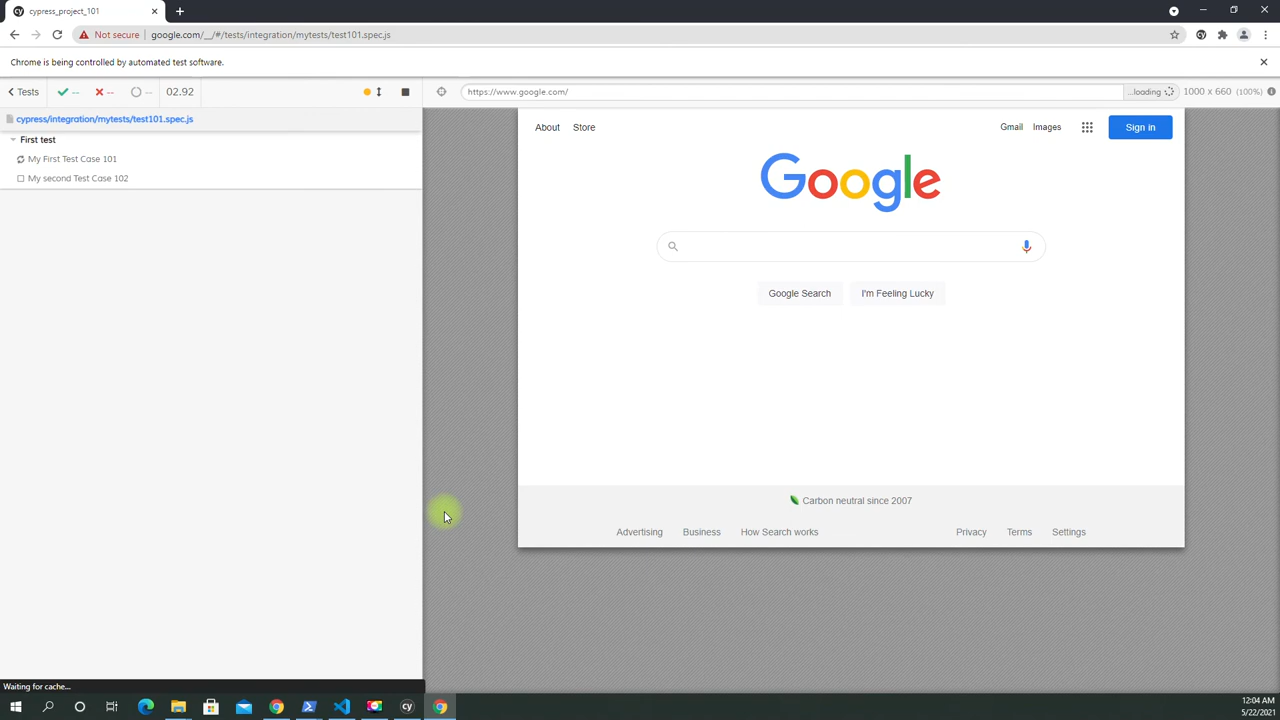 cypress_project_101
Not secure
google.com/__/#/tests/integration/mytests/test101.spec.js
Chrome is being controlled by automated test software.
Tests
--
--
--
02.92
https://www.google.com/
...loading
1000 x 660 (100%)
cypress/integration/mytests/test101.spec.js
First test
My First Test Case 101
My second Test Case 102
About
Store
Gmail
Images
Sign in
Google
Google Search
I'm Feeling Lucky
Carbon neutral since 2007
Advertising
Business
How Search works
Privacy
Terms
Settings
Waiting for cache...
12:04 AM
5/22/2021